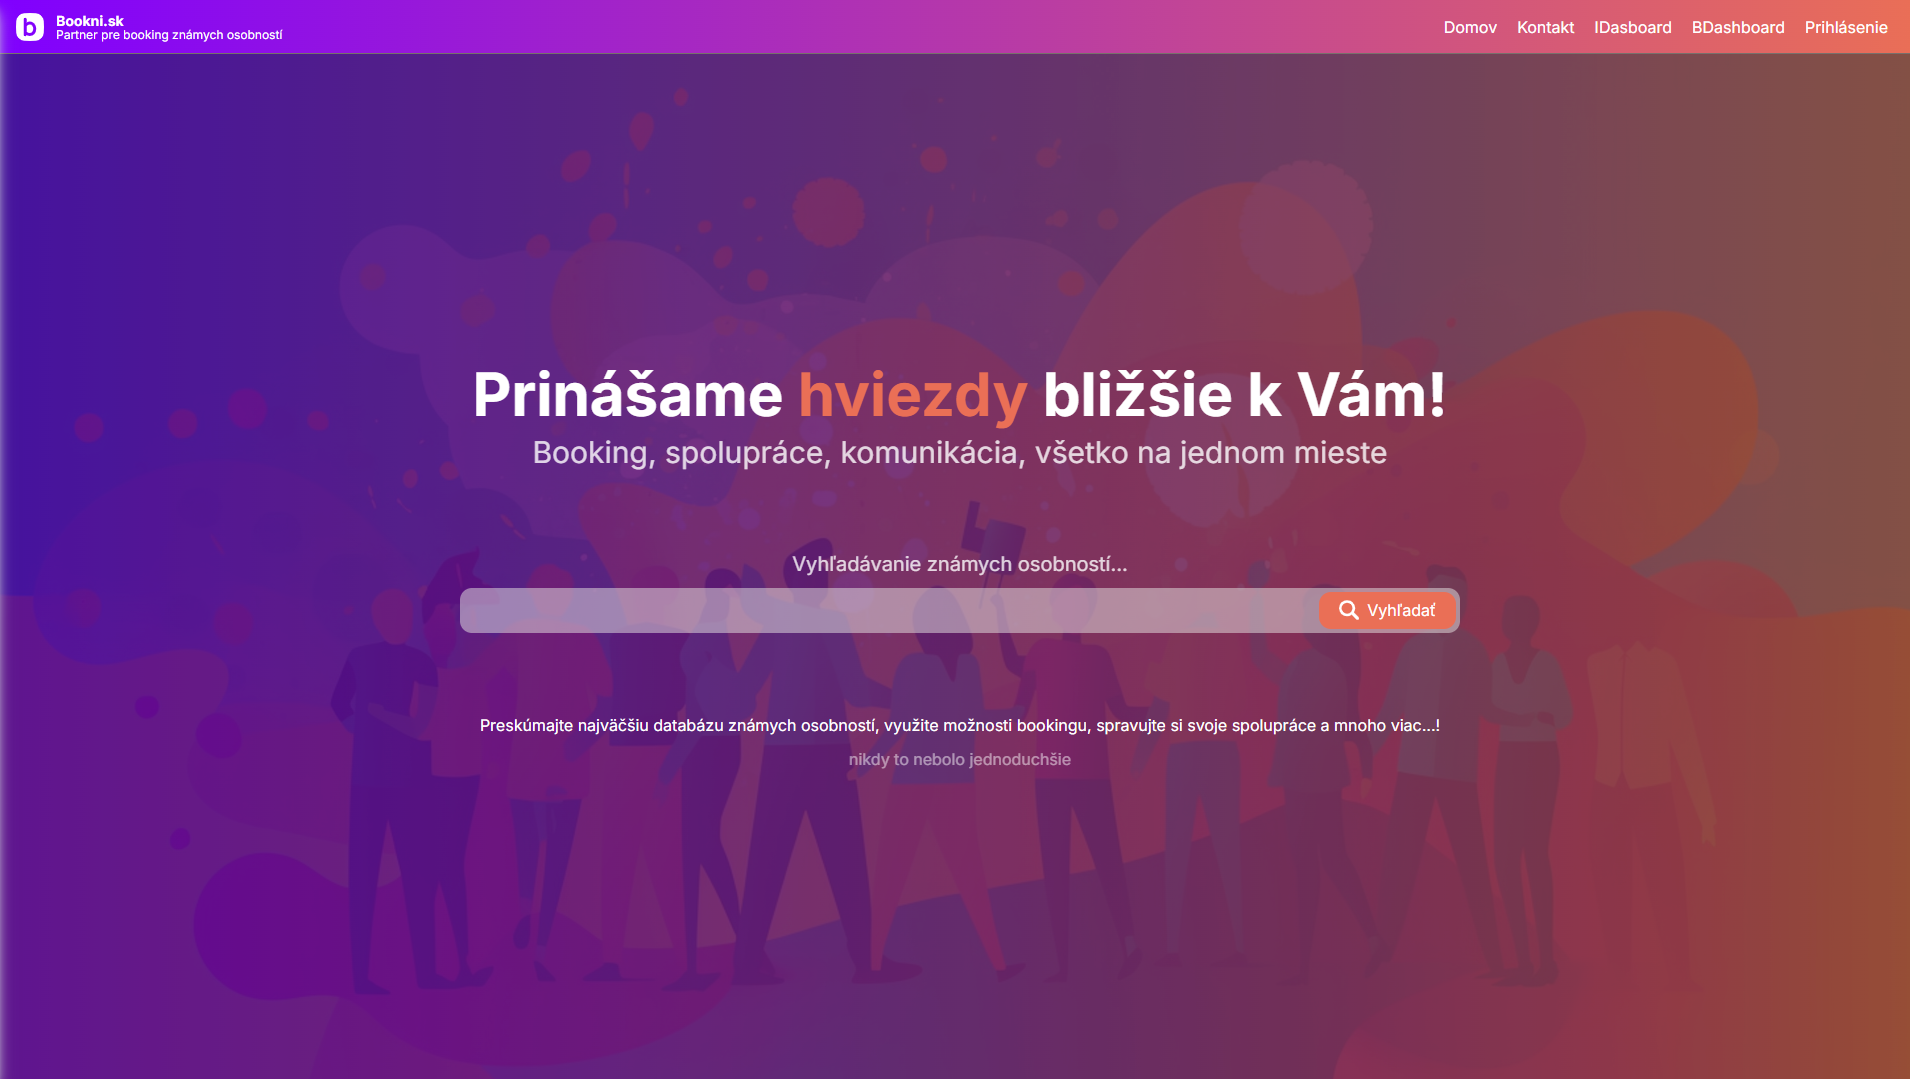 b
Bookni.sk
Partner pre booking známych osobností
Domov Kontakt IDasboard BDashboard Prihlásenie
Prinášame hviezdy bližšie k Vám!
Booking, spolupráce, komunikácia, všetko na jednom mieste
Vyhľadávanie známych osobností...
Vyhľadať
Preskúmajte najväčšiu databázu známych osobností, využite možnosti bookingu, spravujte si svoje spolupráce a mnoho viac...!
nikdy to nebolo jednoduchšie